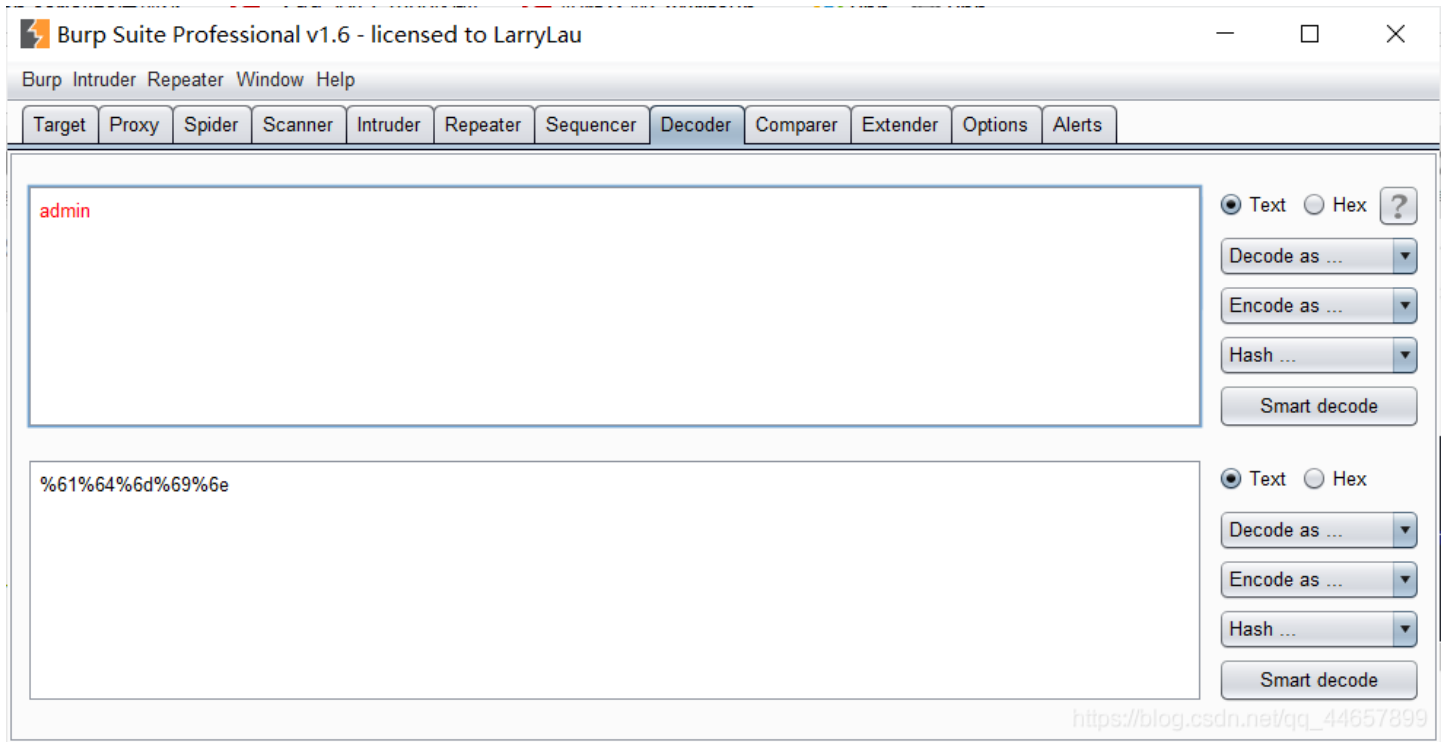 Burp Suite Professional v1.6 - licensed to LarryLau
Burp Intruder Repeater Window Help
Target Proxy Spider Scanner Intruder Repeater Sequencer Decoder Comparer Extender Options Alerts
admin
Text Hex ?
Decode as ...
Encode as ...
Hash ...
Smart decode
%61%64%6d%69%6e
Text Hex
Decode as ...
Encode as ...
Hash ...
Smart decode
https://blog.csdn.net/qq_44657899